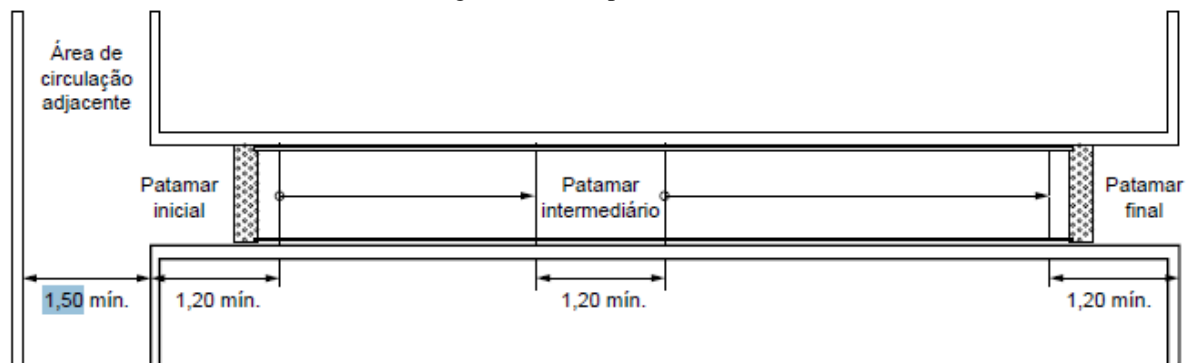 Área de
circulação
adjacente
Patamar
inicial
Patamar
intermediário
Patamar
final
1,50 mín.
1,20 mín.
1,20 mín.
1,20 mín.